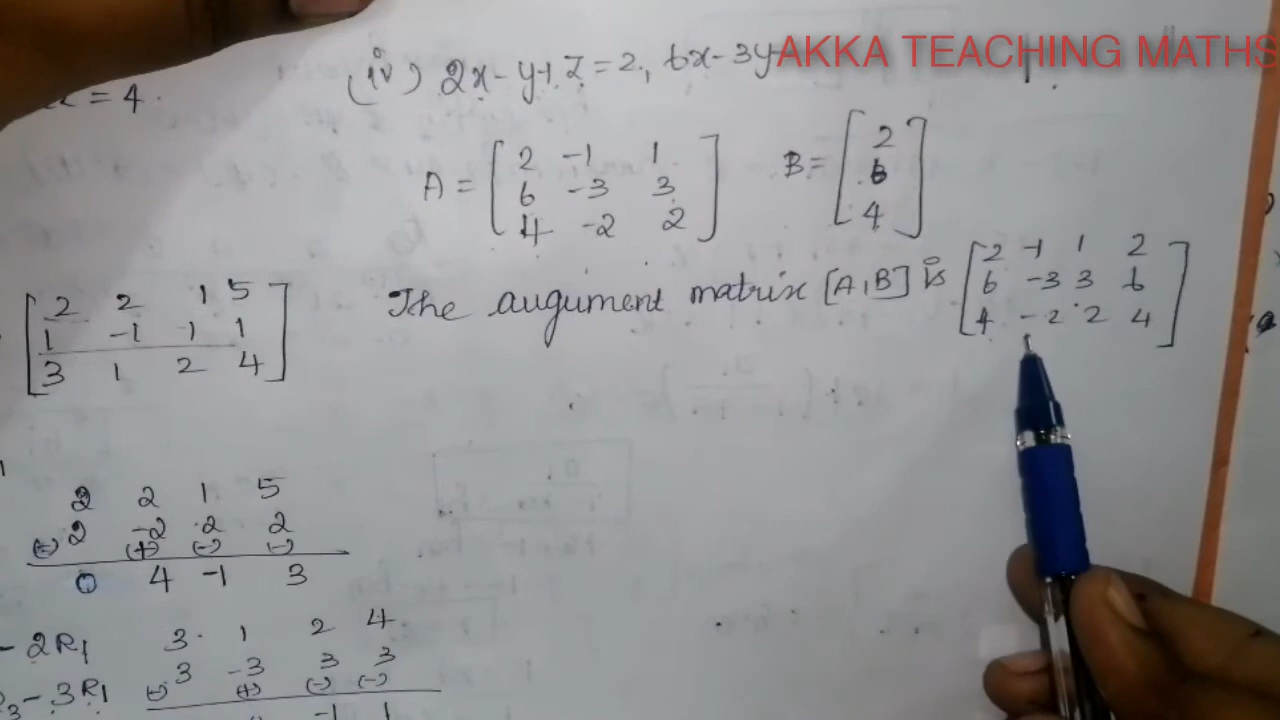 = 4.
(iv) 2x-y+z=2, 6x-3y
AKKA TEACHING MATHS
A = [2 -1 1
6 -3 3
4 -2 2]
B = [2
6
4]
The augument matrix [A,B] is
[2 -1 1 2
6 -3 3 6
4 -2 2 4]
[2 2 1 5
1 -1 1 1
3 1 2 4]
2 2 1 5
(-)2 -2(+) 2(-) 2(-)
0 4 -1 3
- 2R1 3 1 2 4
- 3R1 (-)3 -3(+) 3(-) 3(-)
-1 1